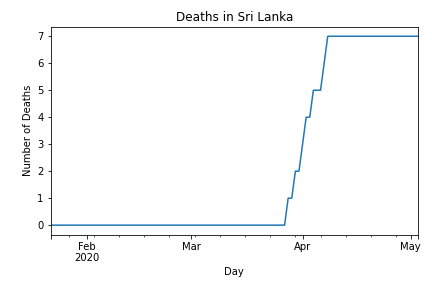 Deaths in Sri Lanka
Number of Deaths
7
6
5
4
3
2
1
0
Feb
2020
Mar
Apr
May
Day